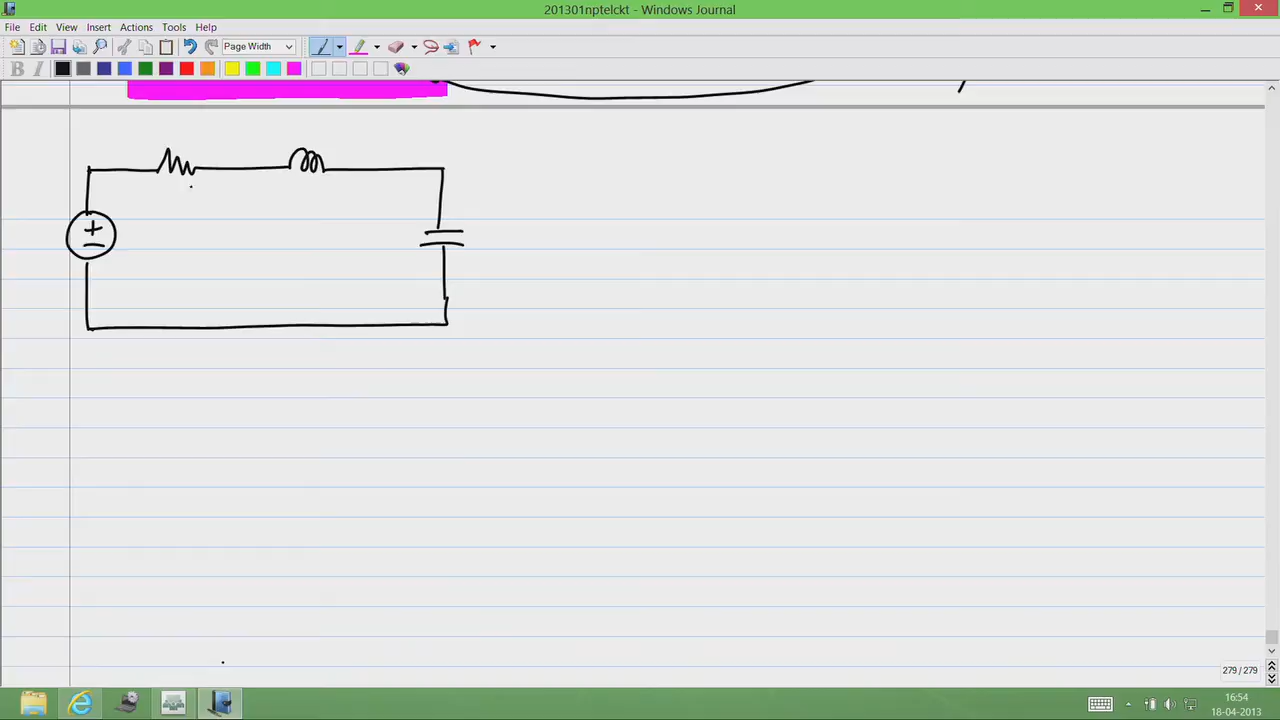 201301nptelckt - Windows Journal
File Edit View Insert Actions Tools Help
Page Width
B I
+
−
279 / 279
16:54
18-04-2013